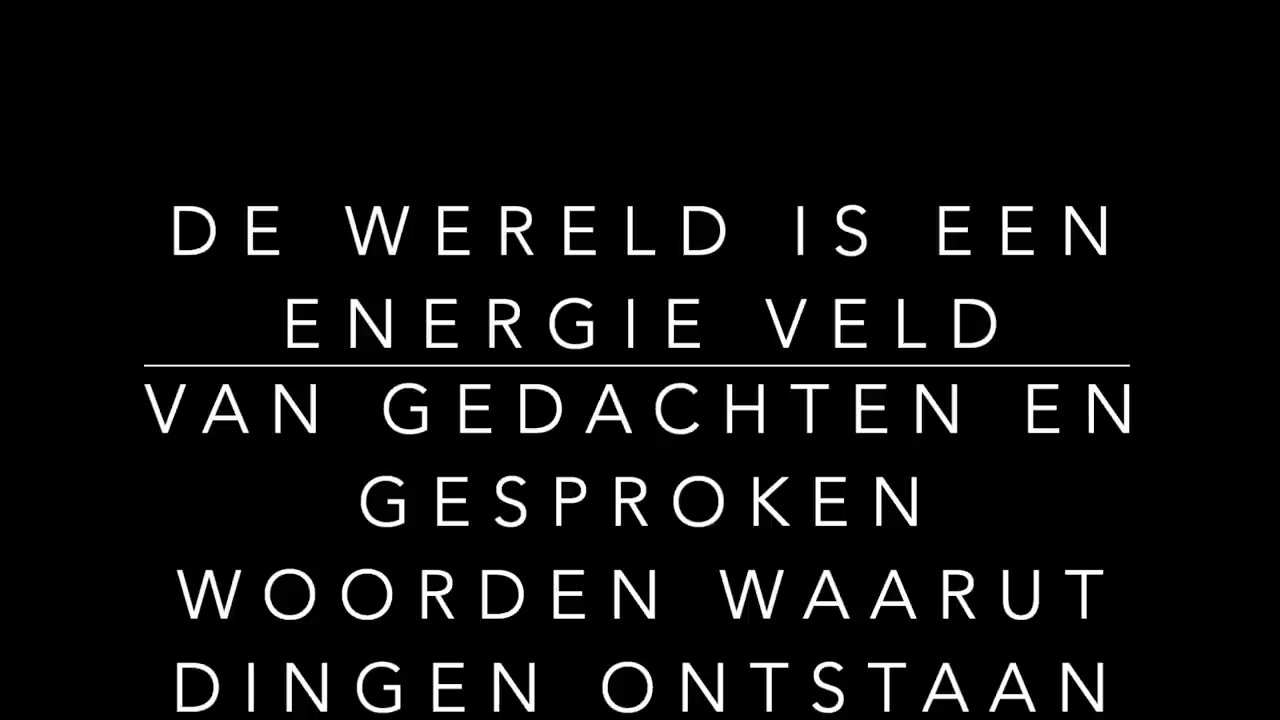 DE WERELD IS EEN
ENERGIE VELD
VAN GEDACHTEN EN
GESPROKEN
WOORDEN WAARUT
DINGEN ONTSTAAN